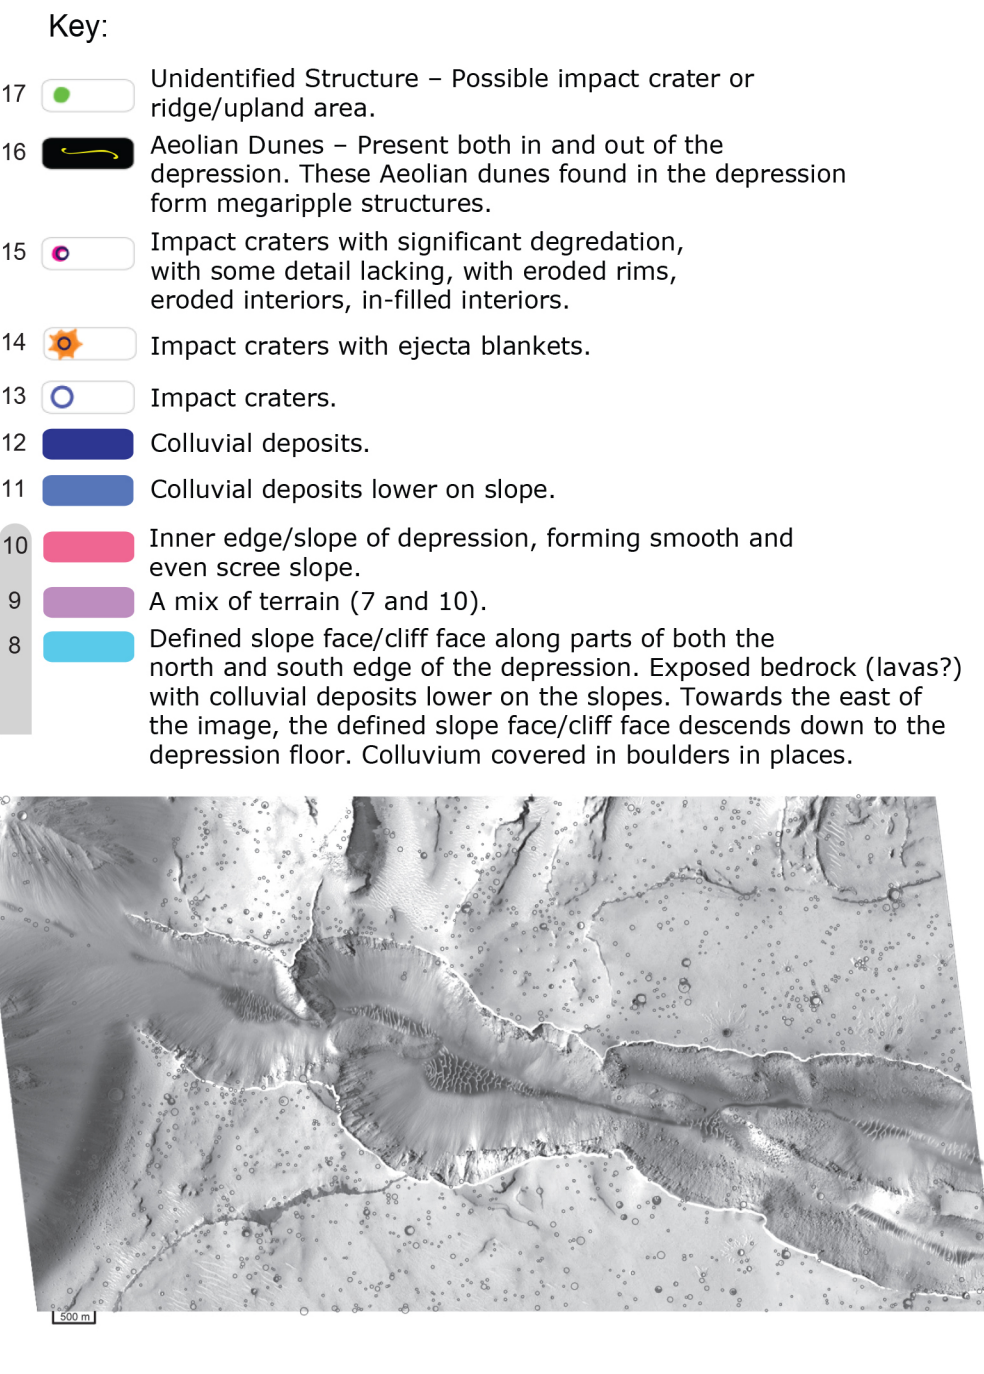 Key:
17 Unidentified Structure – Possible impact crater or
ridge/upland area.
16 Aeolian Dunes – Present both in and out of the
depression. These Aeolian dunes found in the depression
form megaripple structures.
15 Impact craters with significant degredation,
with some detail lacking, with eroded rims,
eroded interiors, in-filled interiors.
14 Impact craters with ejecta blankets.
13 Impact craters.
12 Colluvial deposits.
11 Colluvial deposits lower on slope.
10 Inner edge/slope of depression, forming smooth and
even scree slope.
9 A mix of terrain (7 and 10).
8 Defined slope face/cliff face along parts of both the
north and south edge of the depression. Exposed bedrock (lavas?)
with colluvial deposits lower on the slopes. Towards the east of
the image, the defined slope face/cliff face descends down to the
depression floor. Colluvium covered in boulders in places.
500 m